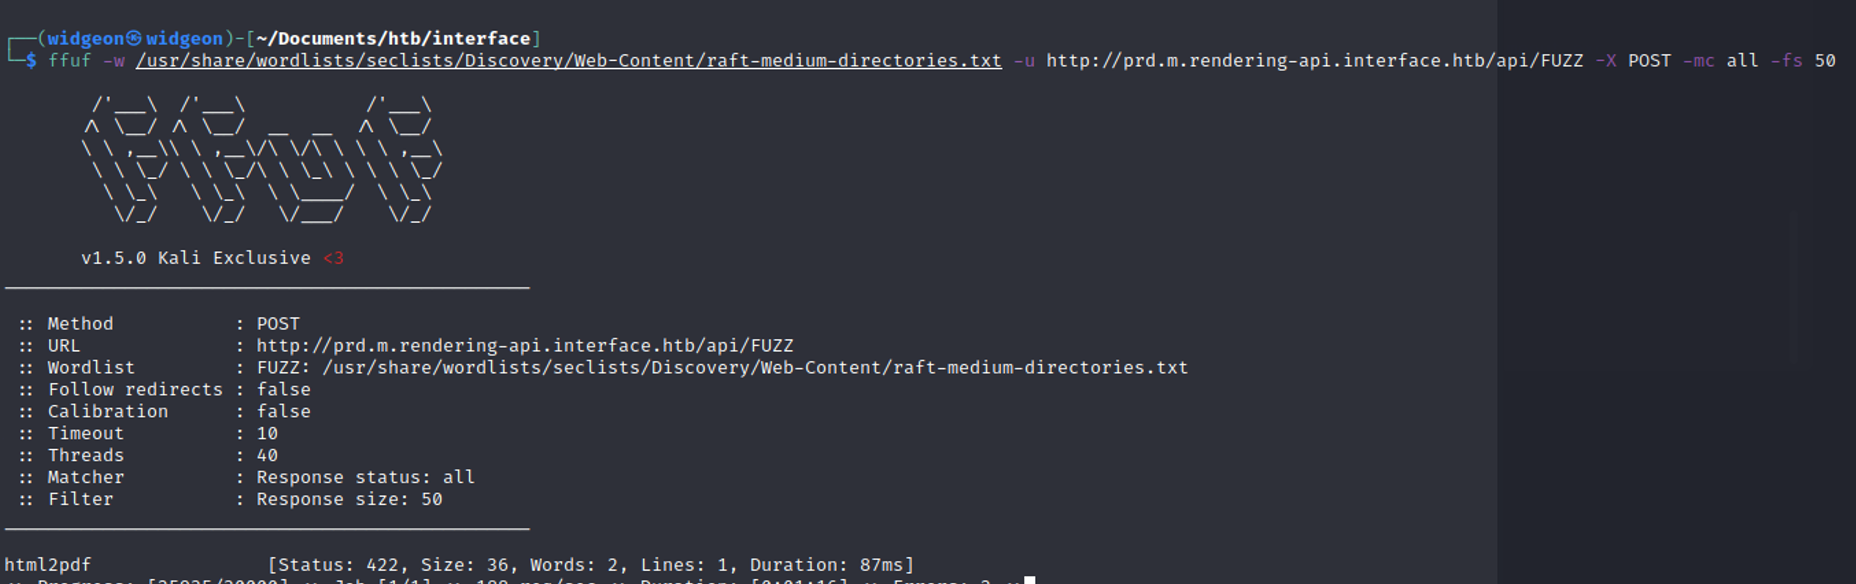 ┌──(widgeon㉿widgeon)-[~/Documents/htb/interface]
└─$ ffuf -w /usr/share/wordlists/seclists/Discovery/Web-Content/raft-medium-directories.txt -u http://prd.m.rendering-api.interface.htb/api/FUZZ -X POST -mc all -fs 50
v1.5.0 Kali Exclusive <3
:: Method : POST
:: URL : http://prd.m.rendering-api.interface.htb/api/FUZZ
:: Wordlist : FUZZ: /usr/share/wordlists/seclists/Discovery/Web-Content/raft-medium-directories.txt
:: Follow redirects : false
:: Calibration : false
:: Timeout : 10
:: Threads : 40
:: Matcher : Response status: all
:: Filter : Response size: 50
html2pdf [Status: 422, Size: 36, Words: 2, Lines: 1, Duration: 87ms]